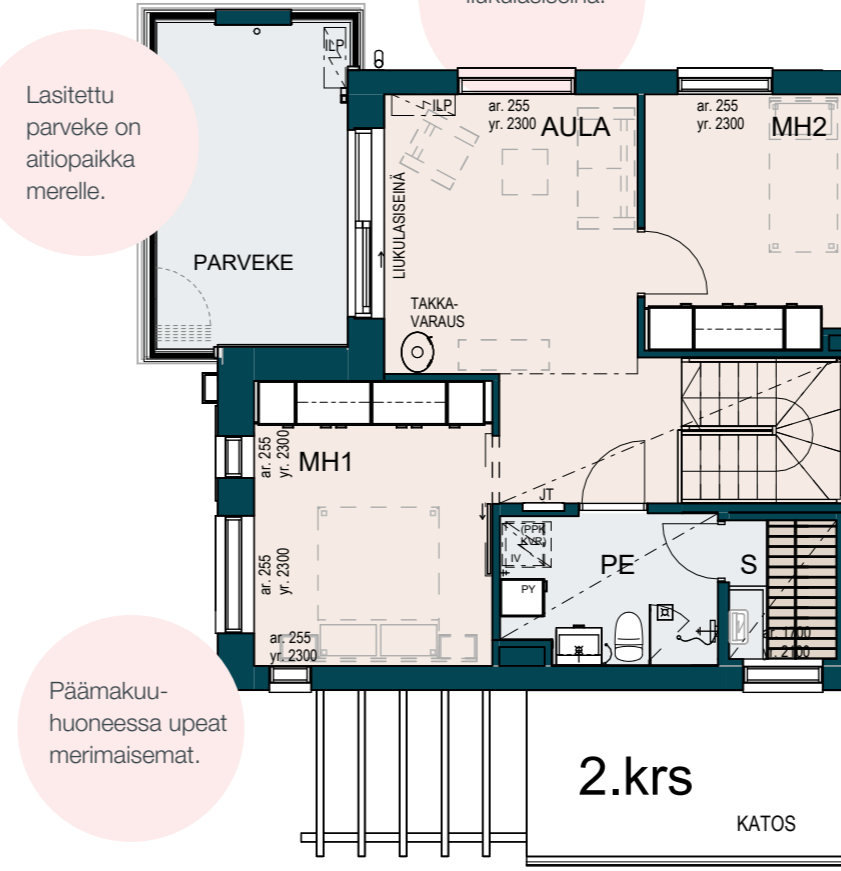 liukulasiseinä.
Lasitettu
parveke on
aitiopaikka
merelle.
ILP
ILP
ar. 255
yr. 2300
AULA
ar. 255
yr. 2300
MH2
PARVEKE
LIUKULASISEINÄ
TAKKA-
VARAUS
ar. 255
yr. 2300
MH1
ar. 255
yr. 2300
ar. 255
yr. 2300
JT
(PPK
KVR)
IV
PY
PE
S
ar. 1700
yr. 2100
Päämakuu-
huoneessa upeat
merimaisemat.
2.krs
KATOS